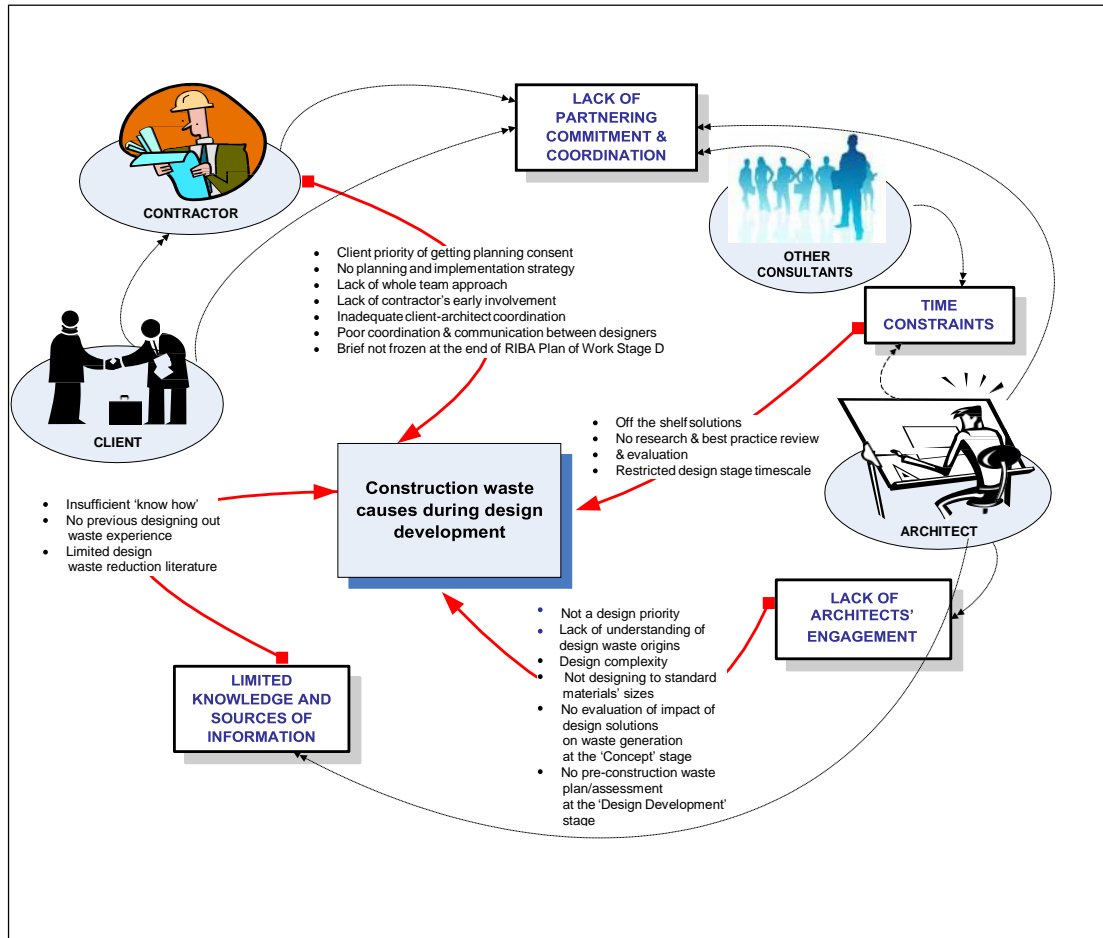 LACK OF
PARTNERING
COMMITMENT &
COORDINATION
CONTRACTOR
OTHER
CONSULTANTS
• Client priority of getting planning consent
• No planning and implementation strategy
• Lack of whole team approach
• Lack of contractor's early involvement
• Inadequate client-architect coordination
• Poor coordination & communication between designers
• Brief not frozen at the end of RIBA Plan of Work Stage D
TIME
CONSTRAINTS
CLIENT
• Off the shelf solutions
• No research & best practice review
• & evaluation
• Restricted design stage timescale
Construction waste
causes during design
development
• Insufficient 'know how'
• No previous designing out
waste experience
• Limited design
waste reduction literature
ARCHITECT
LACK OF
ARCHITECTS'
ENGAGEMENT
• Not a design priority
• Lack of understanding of
design waste origins
• Design complexity
• Not designing to standard
materials' sizes
• No evaluation of impact of
design solutions
on waste generation
at the 'Concept' stage
• No pre-construction waste
plan/assessment
at the 'Design Development'
stage
LIMITED
KNOWLEDGE AND
SOURCES OF
INFORMATION